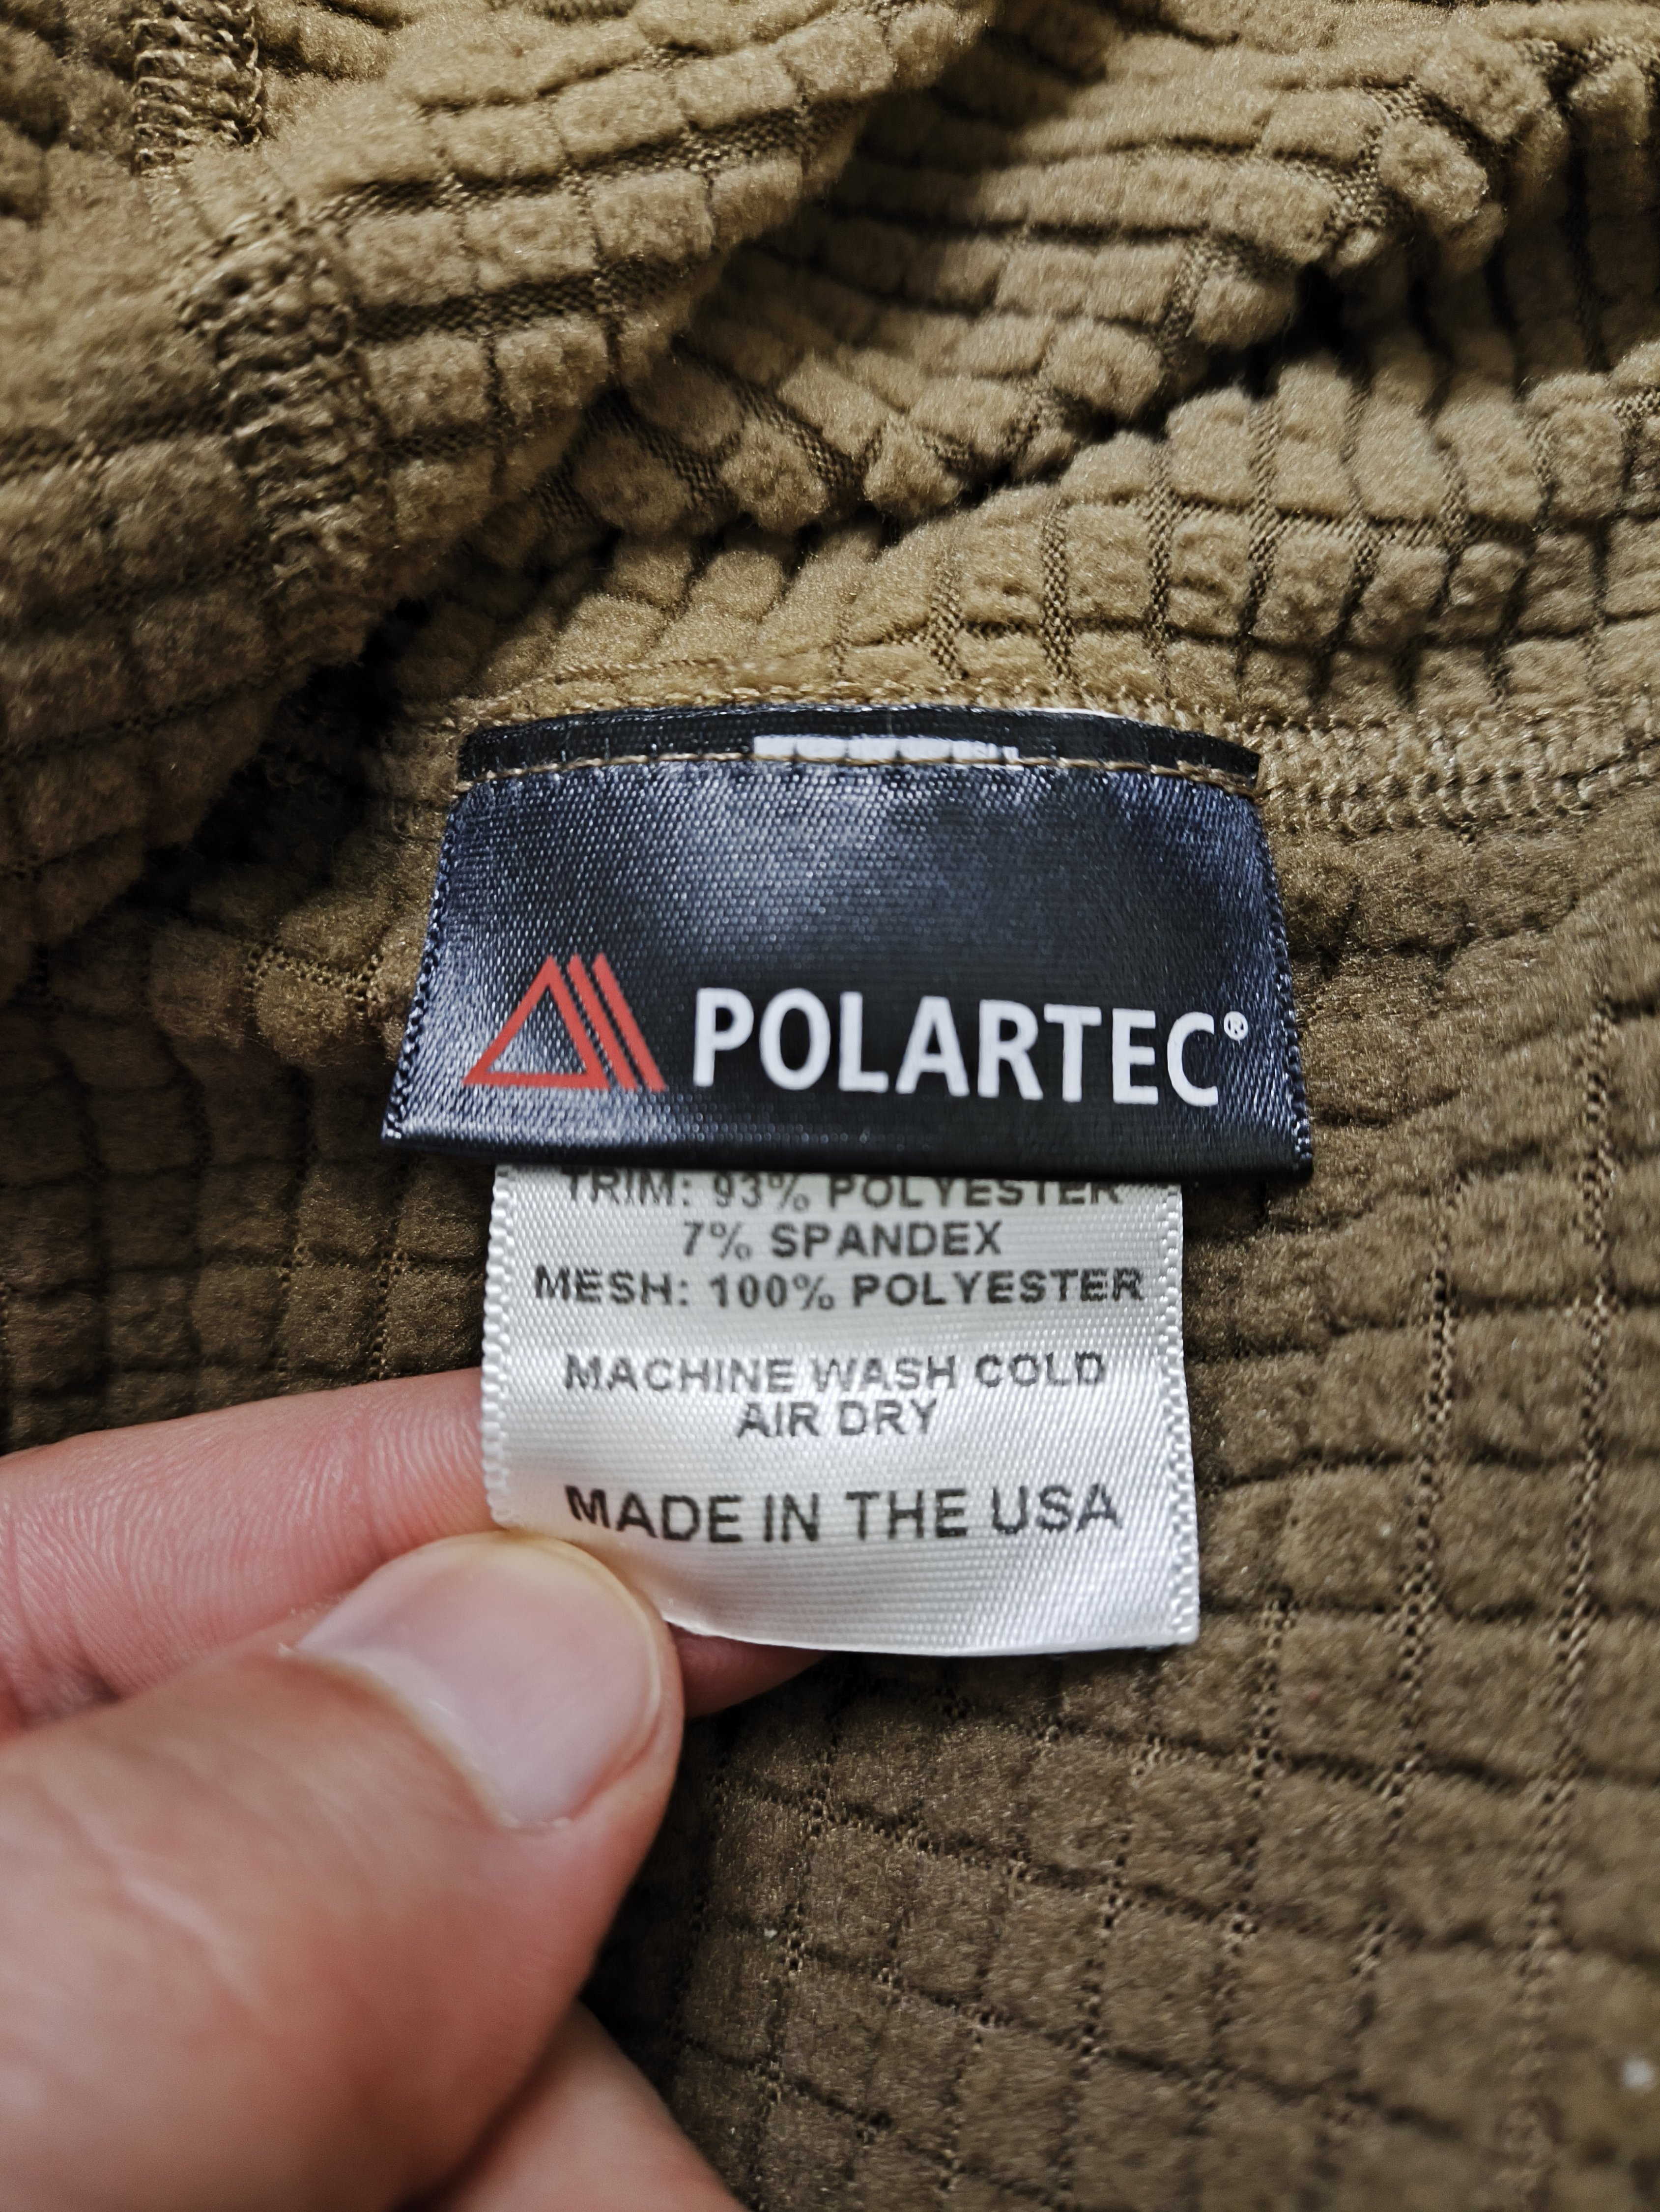 POLARTEC®
TRIM: 93% POLYESTER
7% SPANDEX
MESH: 100% POLYESTER
MACHINE WASH COLD
AIR DRY
MADE IN THE USA